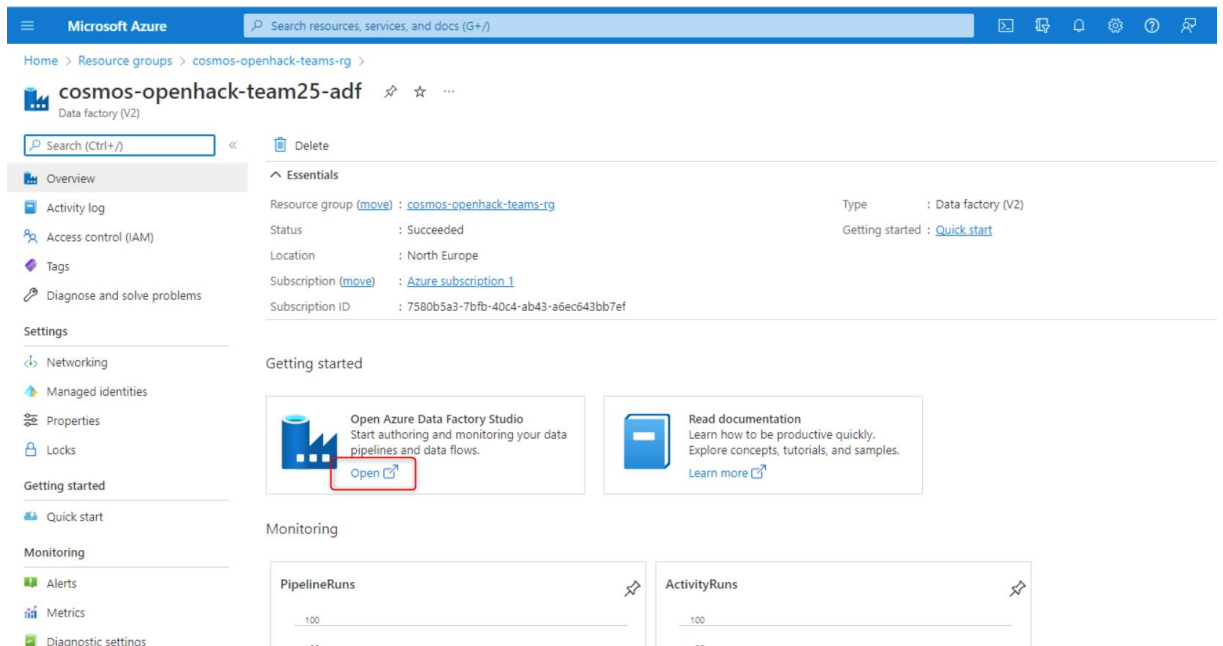 Microsoft Azure
Search resources, services, and docs (G+/)
Home > Resource groups > cosmos-openhack-teams-rg >
cosmos-openhack-team25-adf
Data factory (V2)
Search (Ctrl+/)
Overview
Activity log
Access control (IAM)
Tags
Diagnose and solve problems
Settings
Networking
Managed identities
Properties
Locks
Getting started
Quick start
Monitoring
Alerts
Metrics
Diagnostic settings
Delete
Essentials
Resource group (move) : cosmos-openhack-teams-rg
Status : Succeeded
Location : North Europe
Subscription (move) : Azure subscription 1
Subscription ID : 7580b5a3-7bfb-40c4-ab43-a6ec643bb7ef
Type : Data factory (V2)
Getting started : Quick start
Getting started
Open Azure Data Factory Studio
Start authoring and monitoring your data
pipelines and data flows.
Open
Read documentation
Learn how to be productive quickly.
Explore concepts, tutorials, and samples.
Learn more
Monitoring
PipelineRuns
100
ActivityRuns
100